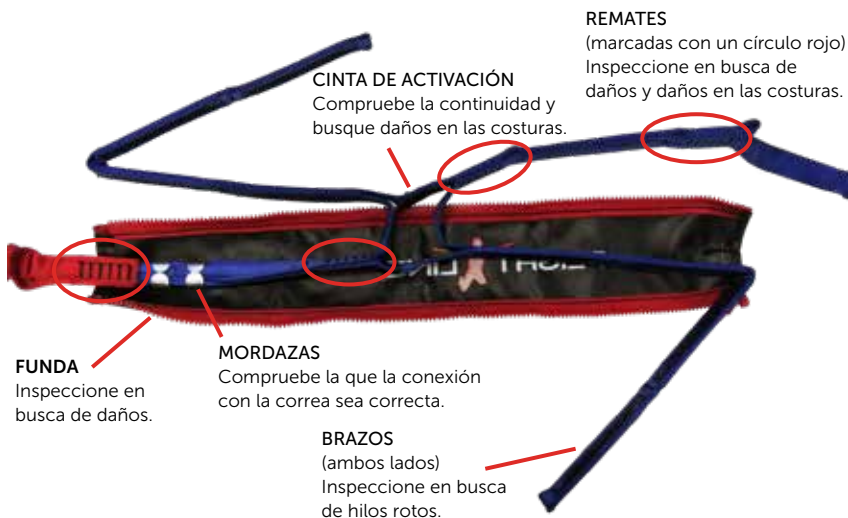 REMATES
(marcadas con un círculo rojo)
Inspeccione en busca de
daños y daños en las costuras.
CINTA DE ACTIVACIÓN
Compruebe la continuidad y
busque daños en las costuras.
FUNDA
Inspeccione en
busca de daños.
MORDAZAS
Compruebe la que la conexión
con la correa sea correcta.
BRAZOS
(ambos lados)
Inspeccione en busca
de hilos rotos.